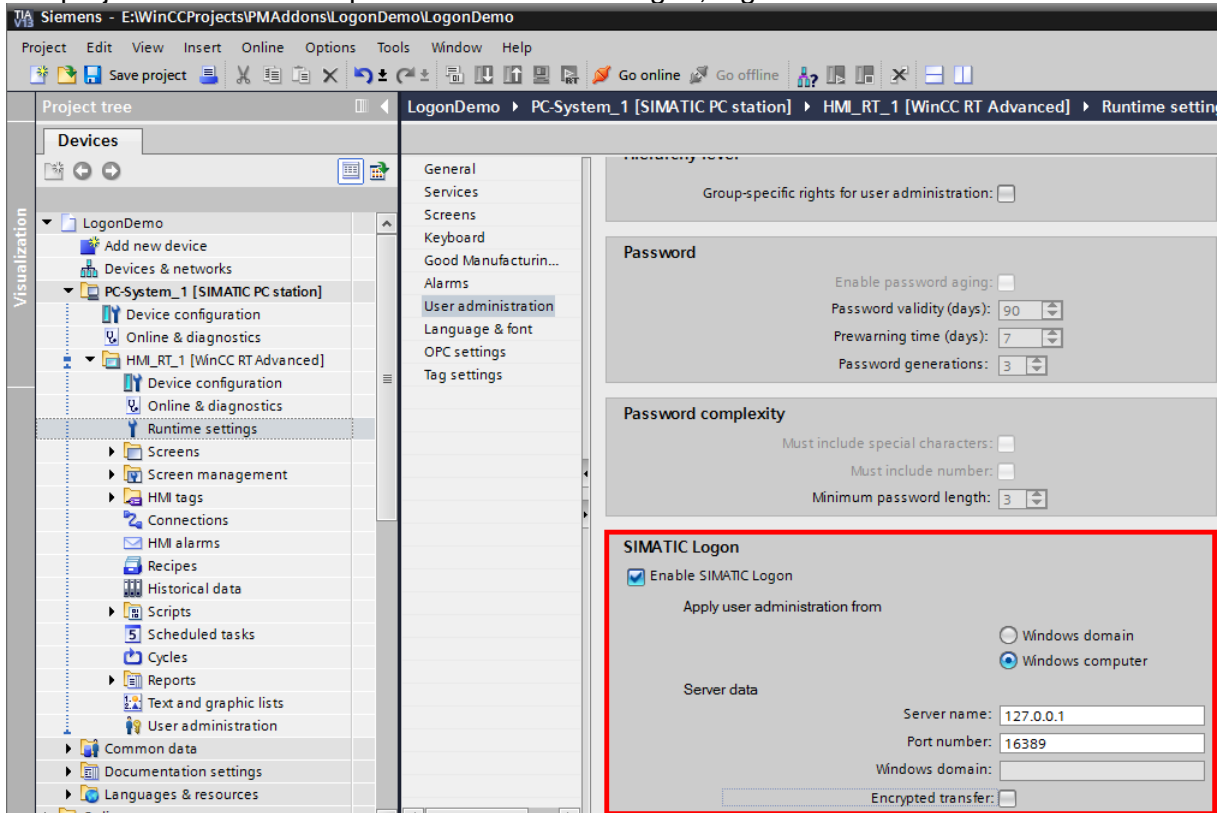 Siemens - E:\WinCCProjects\PMAddons\LogonDemo\LogonDemo
Project Edit View Insert Online Options Tools Window Help
Save project Go online Go offline
Project tree
LogonDemo PC-System_1 [SIMATIC PC station] HMI_RT_1 [WinCC RT Advanced] Runtime settin
Devices
Visualization
LogonDemo
Add new device
Devices & networks
PC-System_1 [SIMATIC PC station]
Device configuration
Online & diagnostics
HMI_RT_1 [WinCC RT Advanced]
Device configuration
Online & diagnostics
Runtime settings
Screens
Screen management
HMI tags
Connections
HMI alarms
Recipes
Historical data
Scripts
Scheduled tasks
Cycles
Reports
Text and graphic lists
User administration
Common data
Documentation settings
Languages & resources
General
Services
Screens
Keyboard
Good Manufacturin...
Alarms
User administration
Language & font
OPC settings
Tag settings
Hierarchy level
Group-specific rights for user administration:
Password
Enable password aging:
Password validity (days): 90
Prewarning time (days): 7
Password generations: 3
Password complexity
Must include special characters:
Must include number:
Minimum password length: 3
SIMATIC Logon
Enable SIMATIC Logon
Apply user administration from
Windows domain
Windows computer
Server data
Server name: 127.0.0.1
Port number: 16389
Windows domain:
Encrypted transfer: